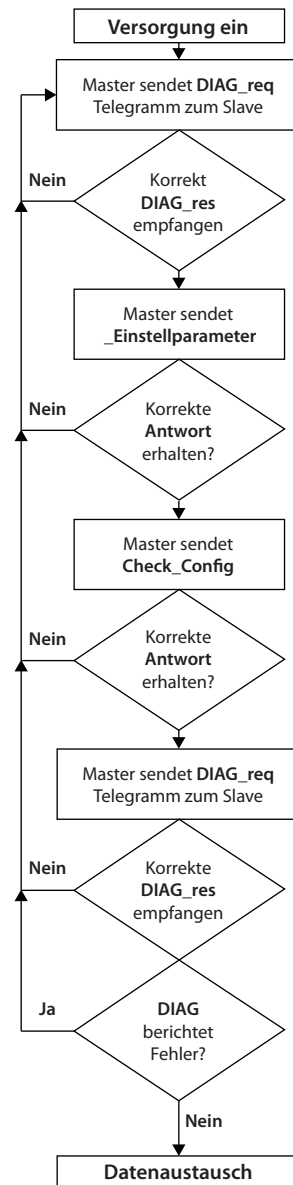 Versorgung ein
Master sendet DIAG_req
Telegramm zum Slave
Nein
Korrekt
DIAG_res
empfangen
Master sendet
_Einstellparameter
Nein
Korrekte
Antwort
erhalten?
Master sendet
Check_Config
Nein
Korrekte
Antwort
erhalten?
Master sendet DIAG_req
Telegramm zum Slave
Nein
Korrekte
DIAG_res
empfangen
Ja
DIAG
berichtet
Fehler?
Nein
Datenaustausch